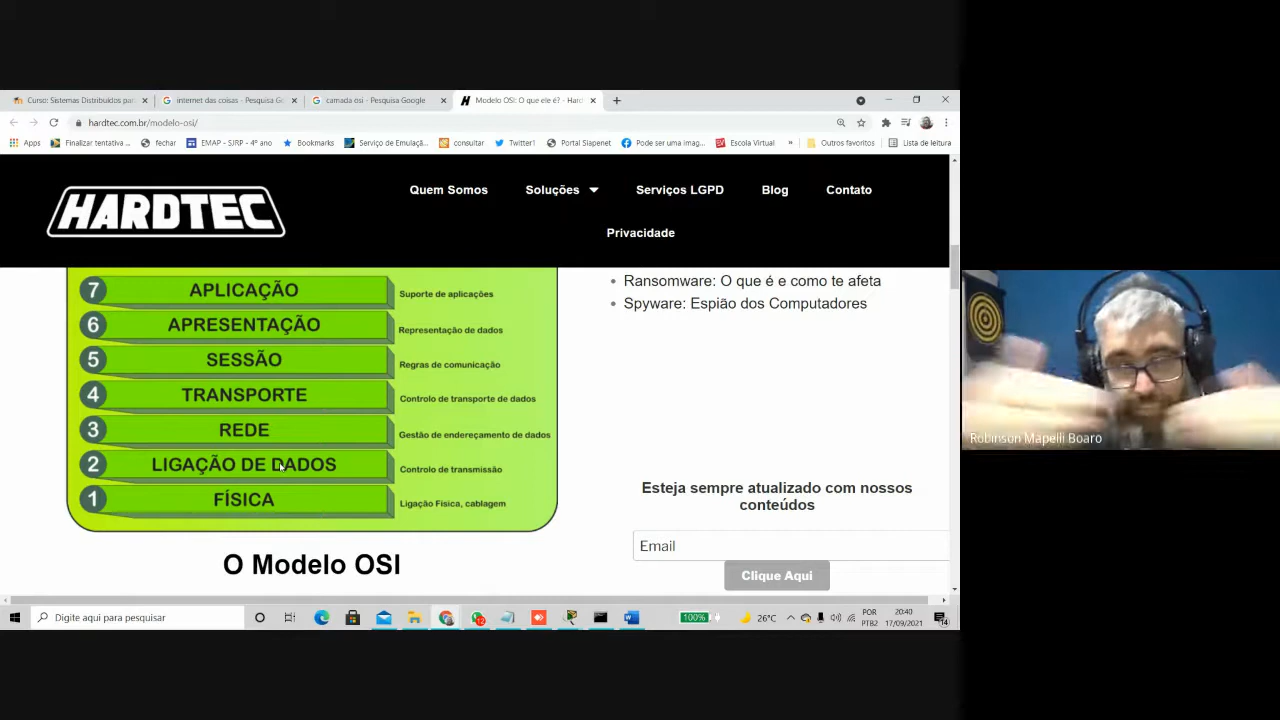 Curso: Sistemas Distribuídos par
internet das coisas - Pesquisa Go
camada osi - Pesquisa Google
Modelo OSI: O que ele é? - Hard
hardtec.com.br/modelo-osi/
Apps
Finalizar tentativa ...
fechar
EMAP - SJRP - 4º ano
Bookmarks
Serviço de Emulaçã...
consultar
Twitter1
Portal Siapenet
Pode ser uma imag...
Escola Virtual
»
Outros favoritos
Lista de leitura
HARDTEC
Quem Somos
Soluções
Serviços LGPD
Blog
Contato
Privacidade
7 APLICAÇÃO Suporte de aplicações
6 APRESENTAÇÃO Representação de dados
5 SESSÃO Regras de comunicação
4 TRANSPORTE Controlo de transporte de dados
3 REDE Gestão de endereçamento de dados
2 LIGAÇÃO DE DADOS Controlo de transmissão
1 FÍSICA Ligação Física, cablagem
O Modelo OSI
Ransomware: O que é e como te afeta
Spyware: Espião dos Computadores
Esteja sempre atualizado com nossos
conteúdos
Email
Clique Aqui
Robinson Mapelli Boaro
Digite aqui para pesquisar
12
100%
26°C
POR
PTB2
20:40
17/09/2021
14